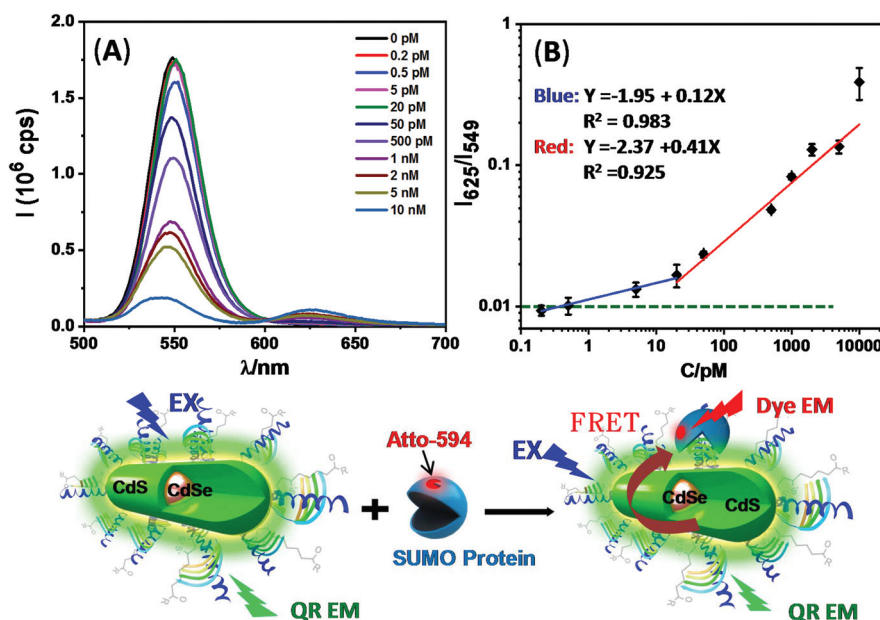 (A)
2.0
1.5
1.0
0.5
0.0
I (10⁶ cps)
500
550
600
650
700
λ/nm
0 pM
0.2 pM
0.5 pM
5 pM
20 pM
50 pM
500 pM
1 nM
2 nM
5 nM
10 nM
(B)
1
0.1
0.01
I₆₂₅/I₅₄₉
Blue: Y =-1.95 + 0.12X
R² = 0.983
Red: Y =-2.37 +0.41X
R² =0.925
0.1
1
10
100
1000
10000
C/pM
EX
CdS
CdSe
QR EM
+
Atto-594
SUMO Protein
EX
FRET
Dye EM
CdSe
CdS
QR EM